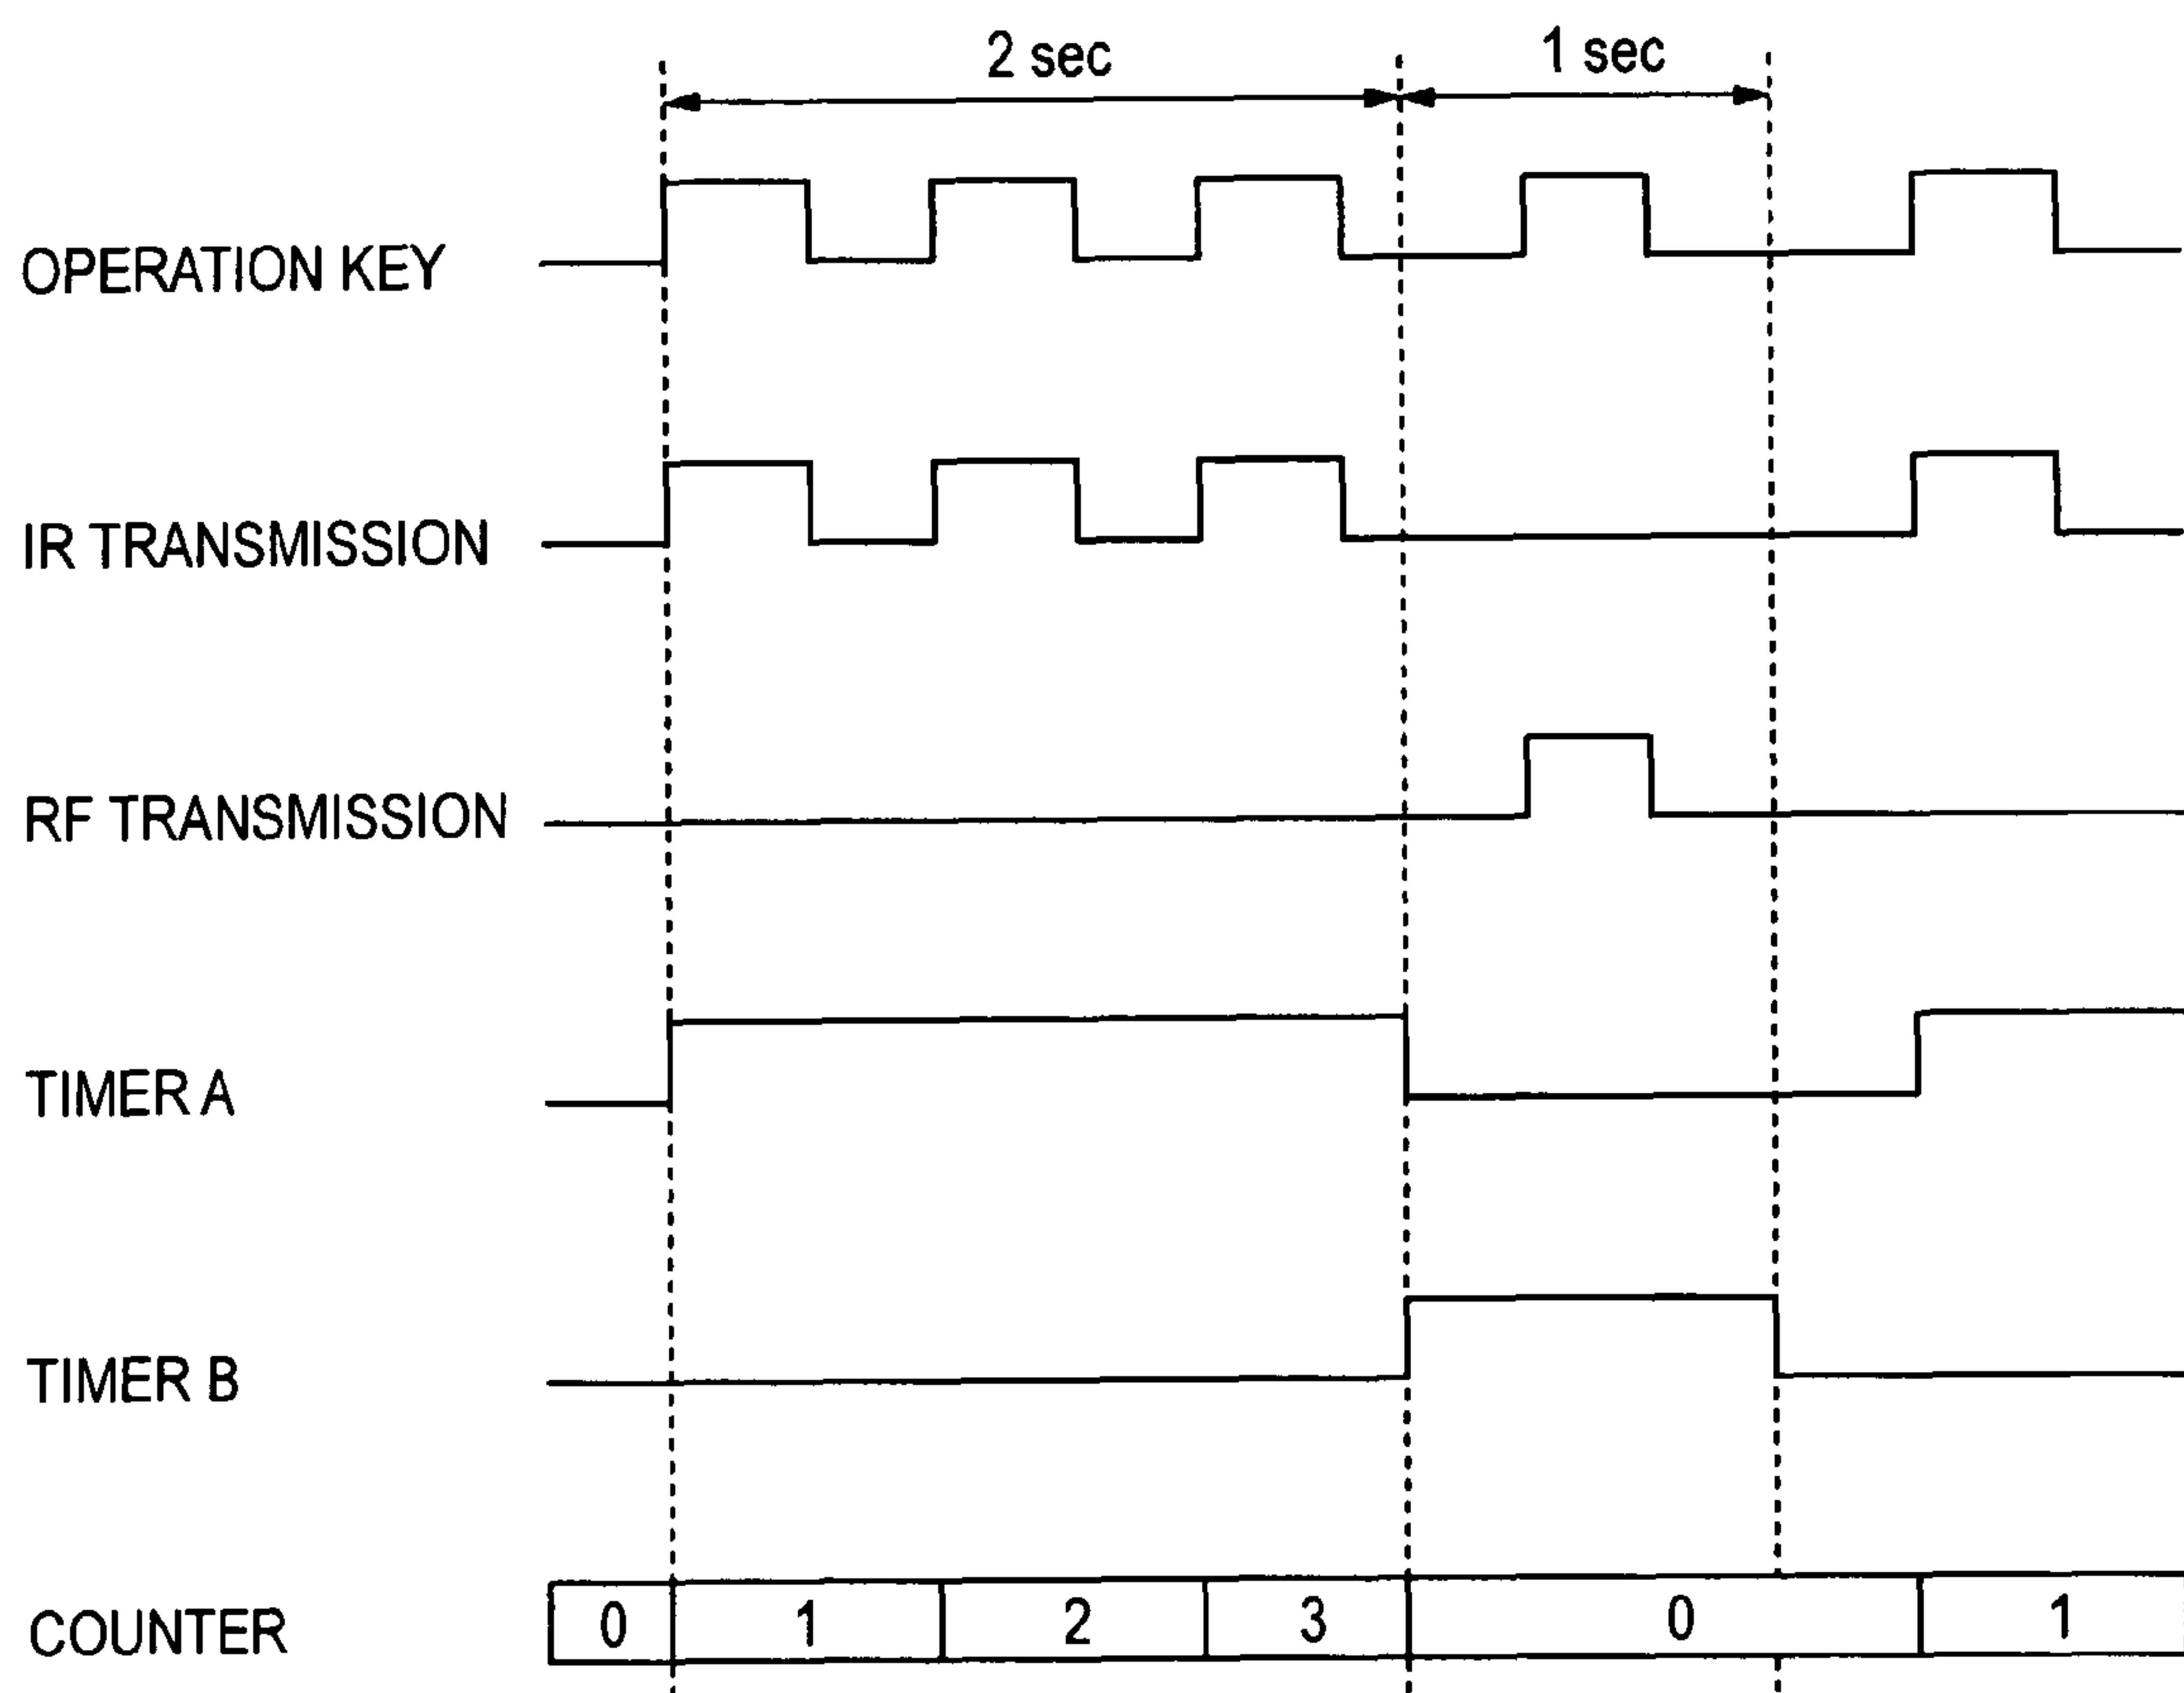 2 sec 1 sec
OPERATION KEY
IR TRANSMISSION
RF TRANSMISSION
TIMER A
TIMER B
COUNTER 0 1 2 3 0 1